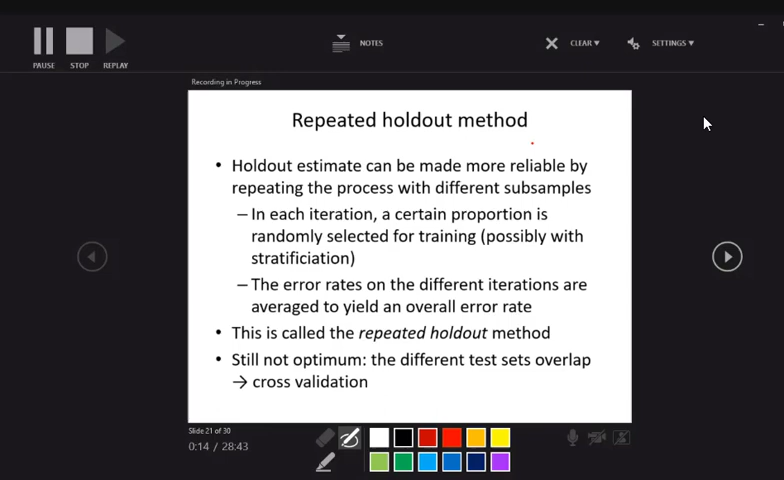 NOTES
CLEAR
SETTINGS
PAUSE STOP REPLAY
Recording in Progress
Repeated holdout method
• Holdout estimate can be made more reliable by
repeating the process with different subsamples
– In each iteration, a certain proportion is
randomly selected for training (possibly with
stratificiation)
– The error rates on the different iterations are
averaged to yield an overall error rate
• This is called the repeated holdout method
• Still not optimum: the different test sets overlap
→ cross validation
Slide 21 of 30
0:14 / 28:43